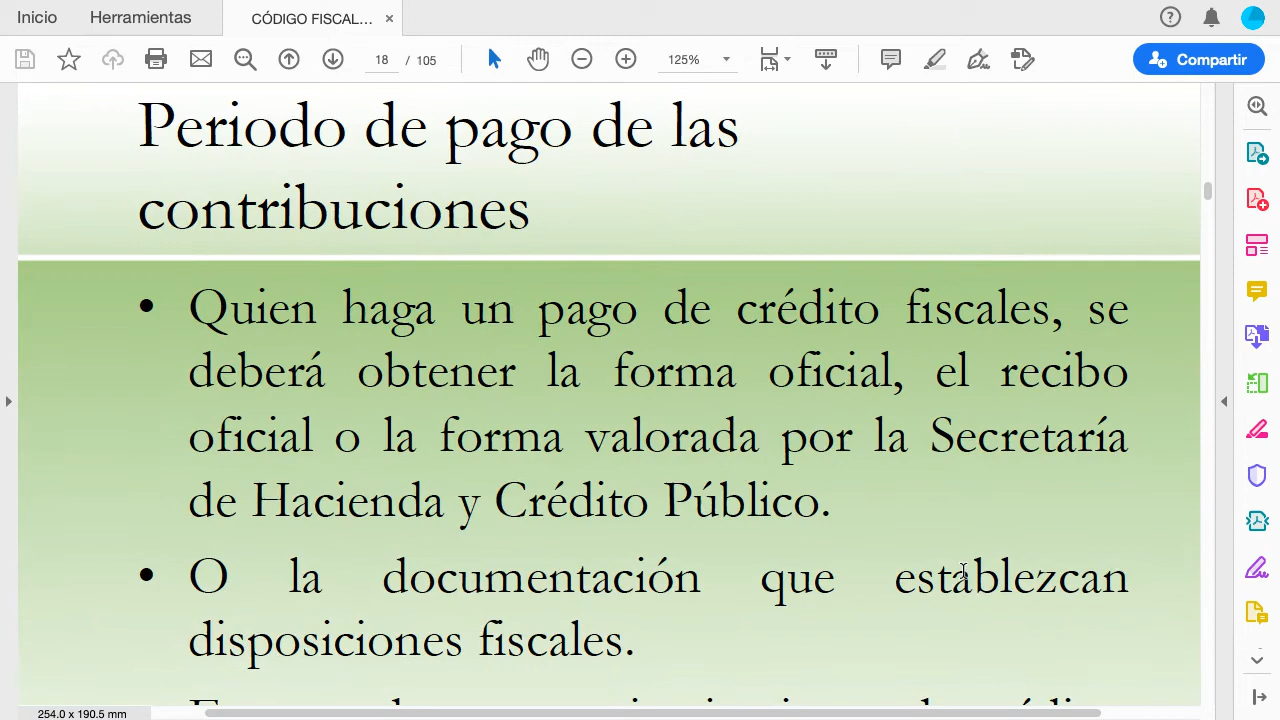 Inicio Herramientas CÓDIGO FISCAL... ×
18 / 105 125% Compartir
Periodo de pago de las
contribuciones
• Quien haga un pago de crédito fiscales, se
deberá obtener la forma oficial, el recibo
oficial o la forma valorada por la Secretaría
de Hacienda y Crédito Público.
• O la documentación que establezcan
disposiciones fiscales.
254.0 x 190.5 mm